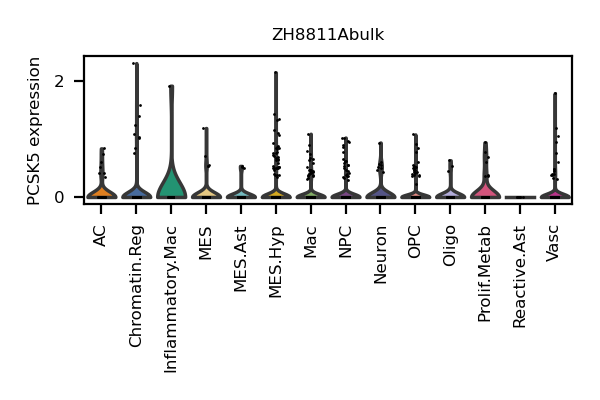 ZH8811Abulk
PCSK5 expression
2
0
AC
Chromatin.Reg
Inflammatory.Mac
MES
MES.Ast
MES.Hyp
Mac
NPC
Neuron
OPC
Oligo
Prolif.Metab
Reactive.Ast
Vasc